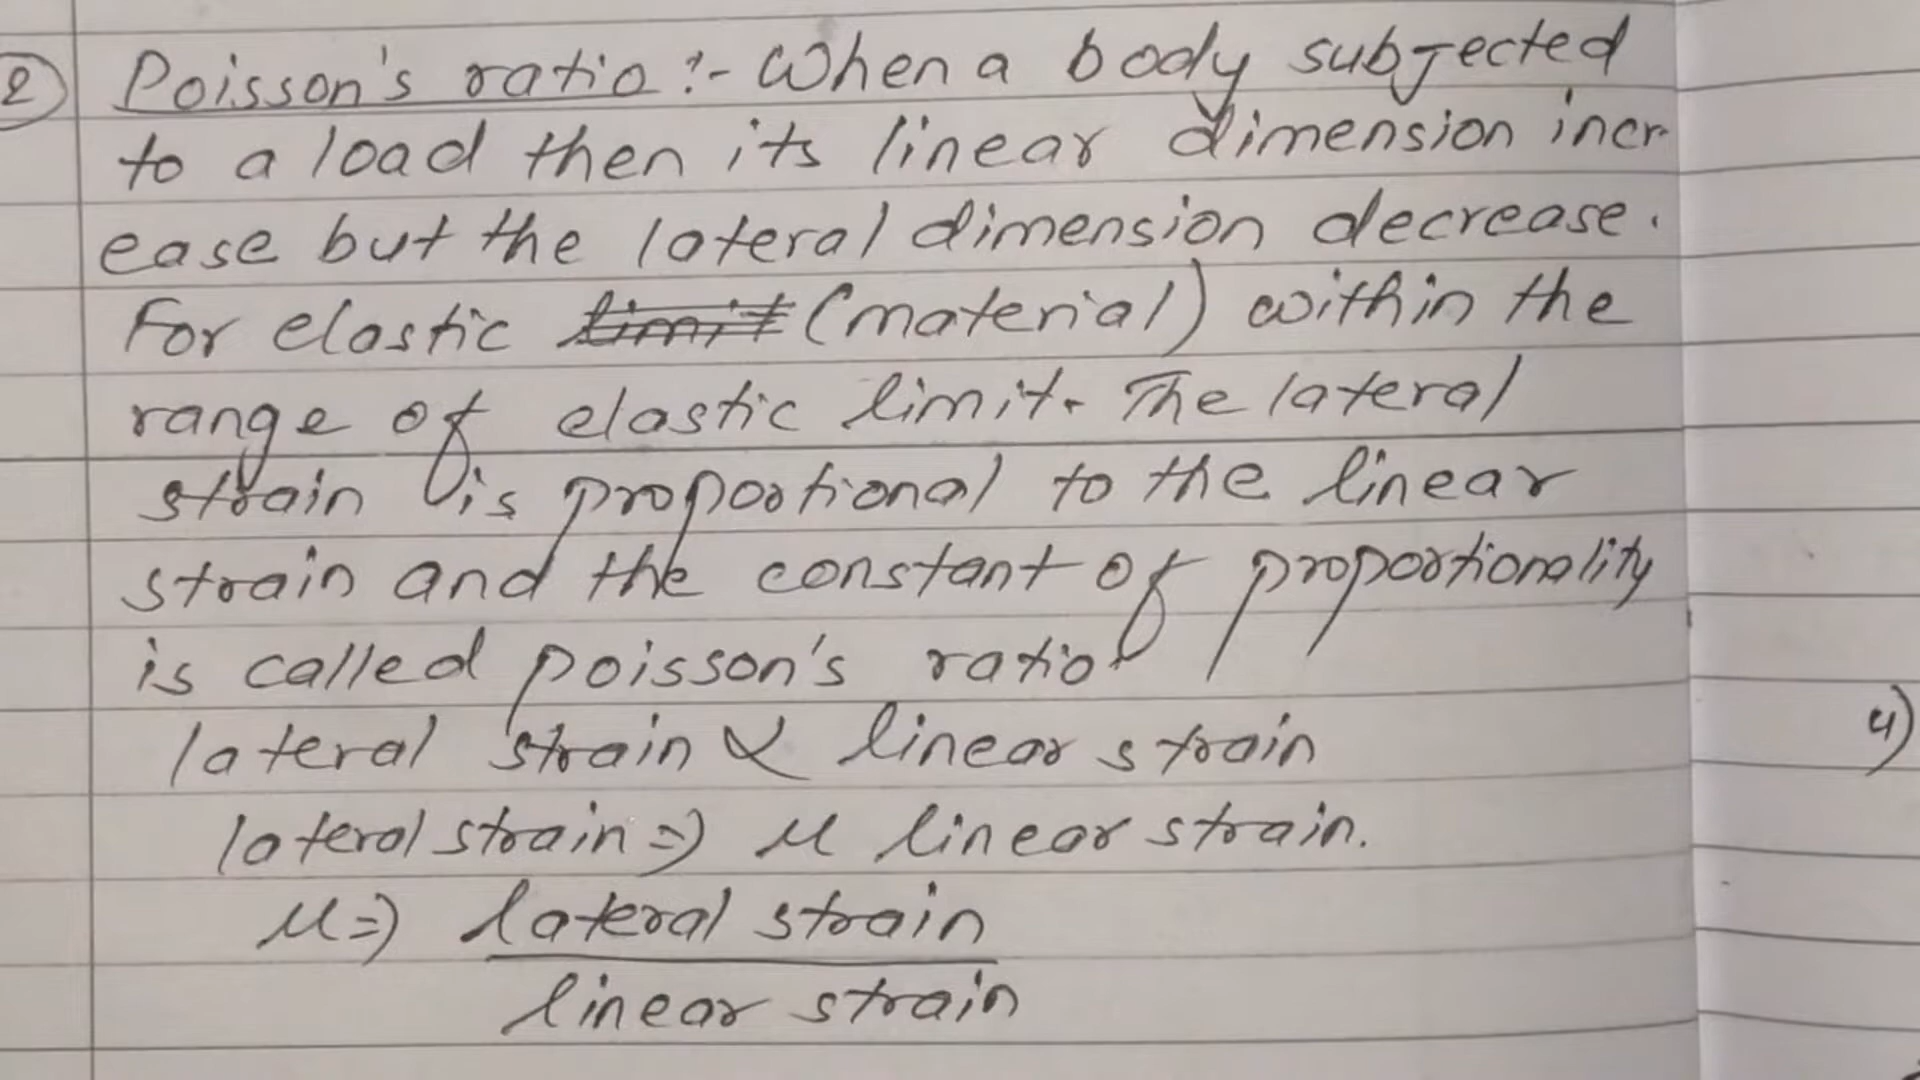 2 Poisson's ratio :- When a body subjected
to a load then its linear dimension incr
ease but the lateral dimension decrease.
For elastic limit (material) within the
range of elastic limit. The lateral
strain is proportional to the linear
strain and the constant of proportionality
is called poisson's ratio.
lateral strain ∝ linear strain
4)
lateral strain => μ linear strain.
μ => lateral strain
linear strain